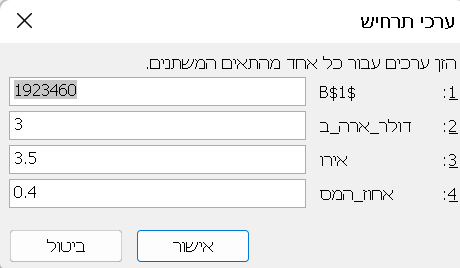 ערכי תרחיש
הזן ערכים עבור כל אחד מהתאים המשתנים.
1: $B$1 1923460
2: דולר_ארה_ב 3
3: אירו 3.5
4: אחוז_המס 0.4
אישור ביטול